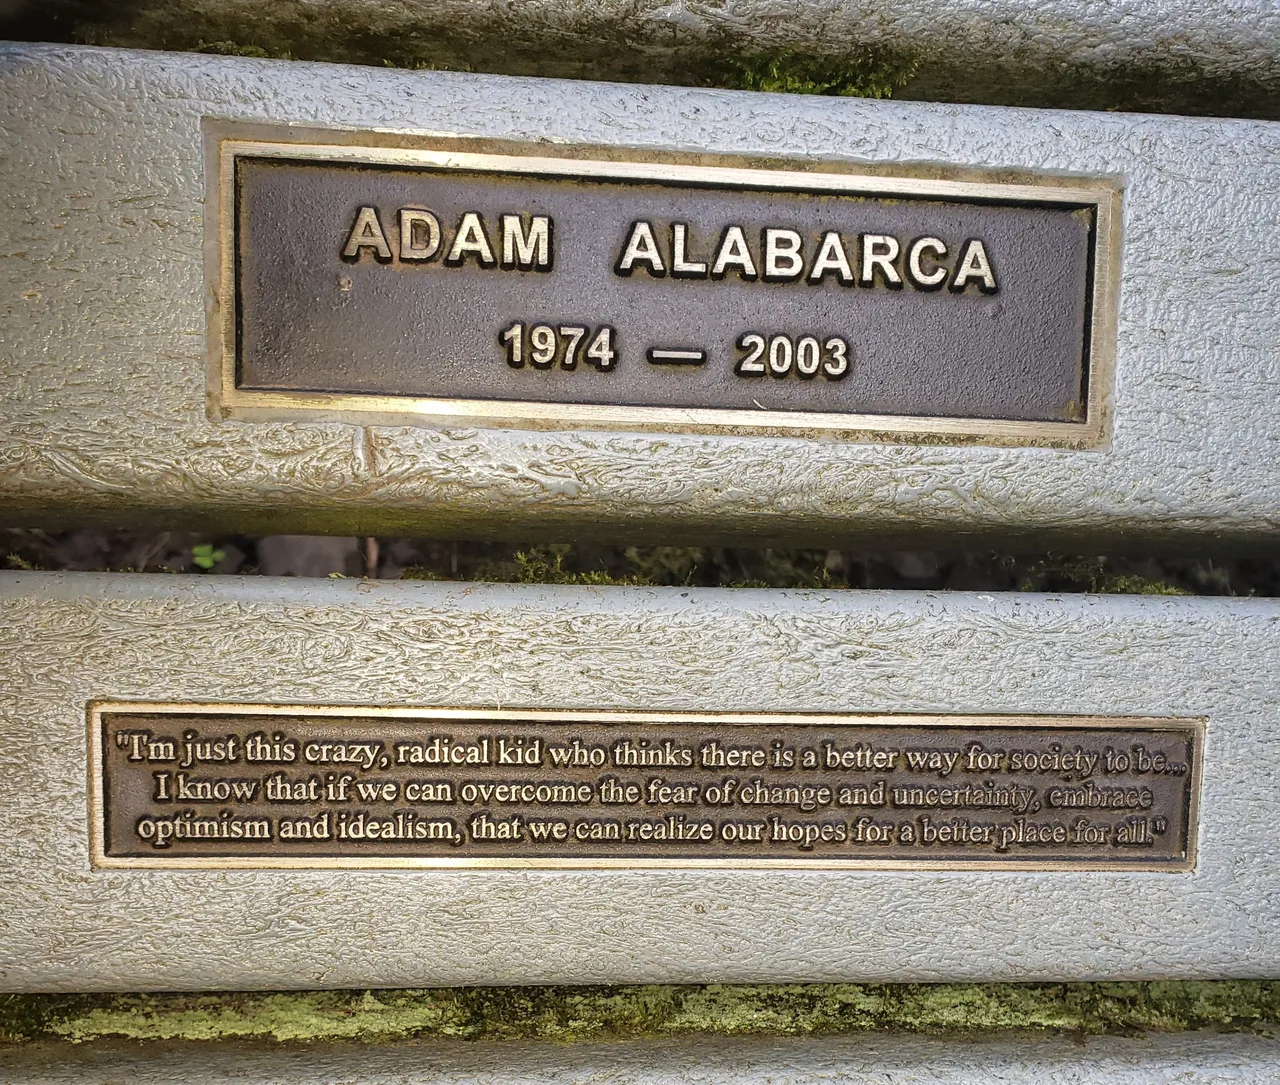 ADAM ALABARCA
1974 — 2003
"I'm just this crazy, radical kid who thinks there is a better way for society to be...
I know that if we can overcome the fear of change and uncertainty, embrace
optimism and idealism, that we can realize our hopes for a better place for all."